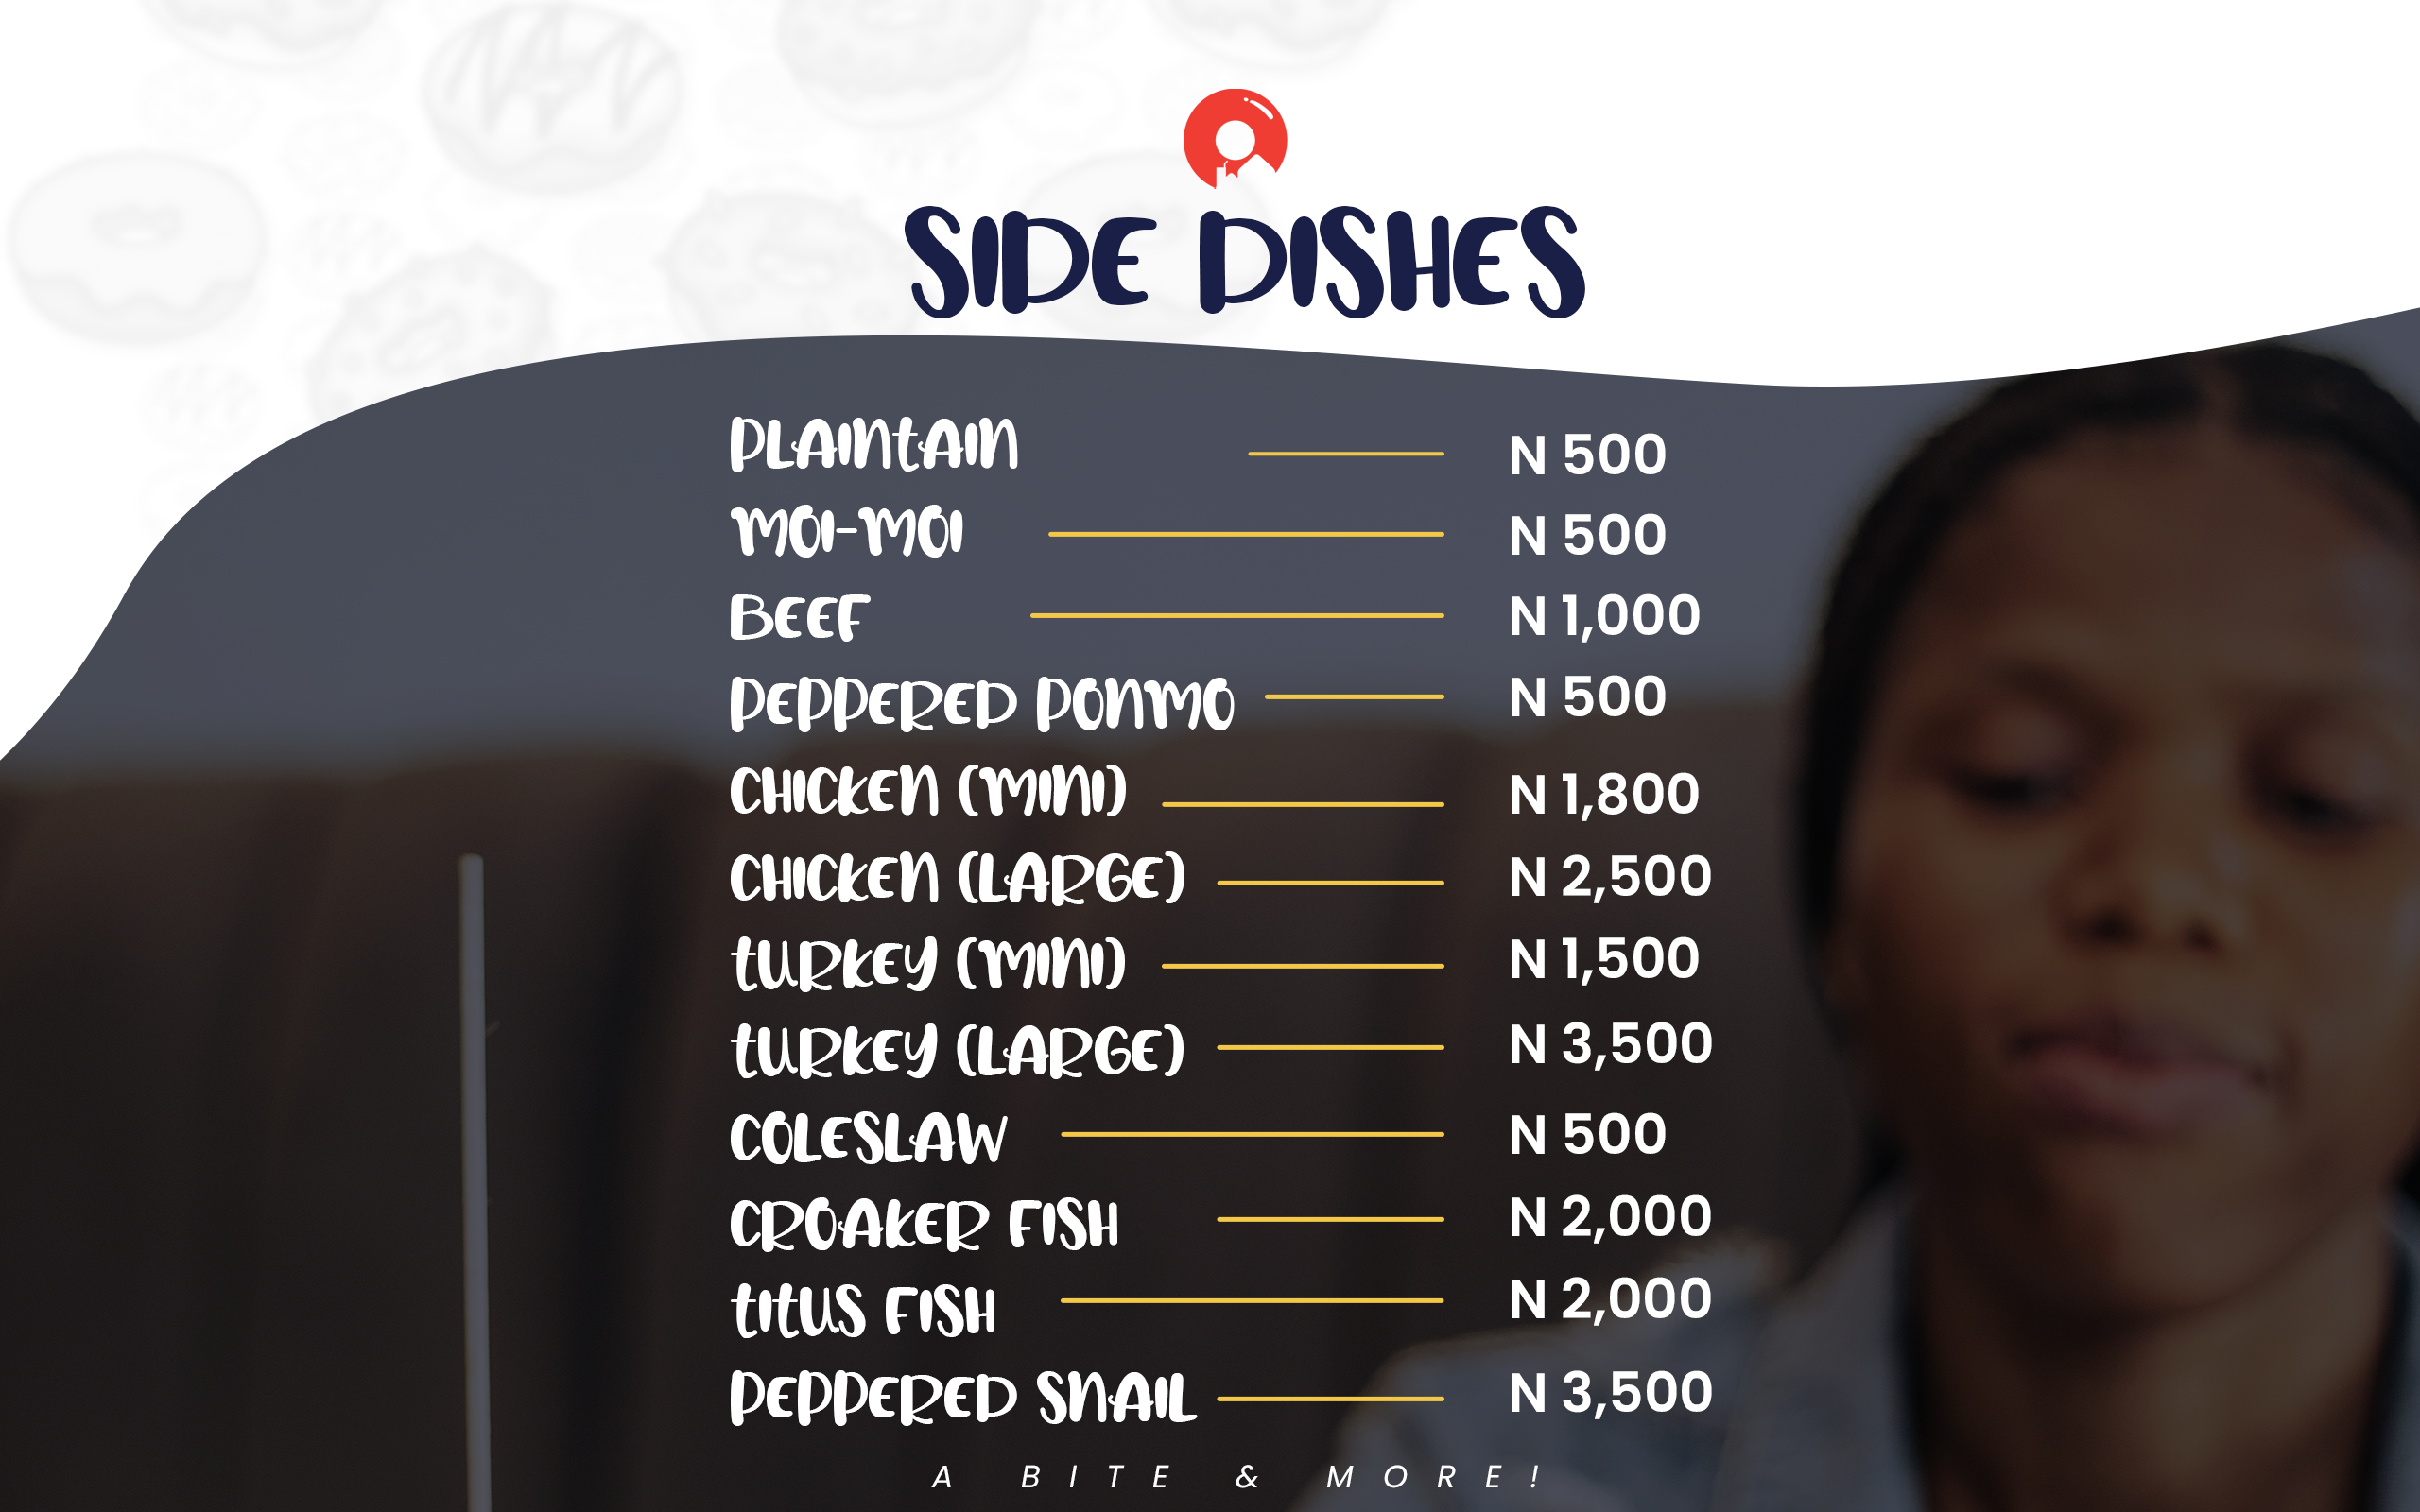 SIDE DISHES
PLAINTAIN N 500
MOI-MOI N 500
BEEF N 1,000
PEPPERED PONMO N 500
CHICKEN (MINI) N 1,800
CHICKEN (LARGE) N 2,500
TURKEY (MINI) N 1,500
TURKEY (LARGE) N 3,500
COLESLAW N 500
CROAKER FISH N 2,000
TITUS FISH N 2,000
PEPPERED SNAIL N 3,500
A BITE & MORE!